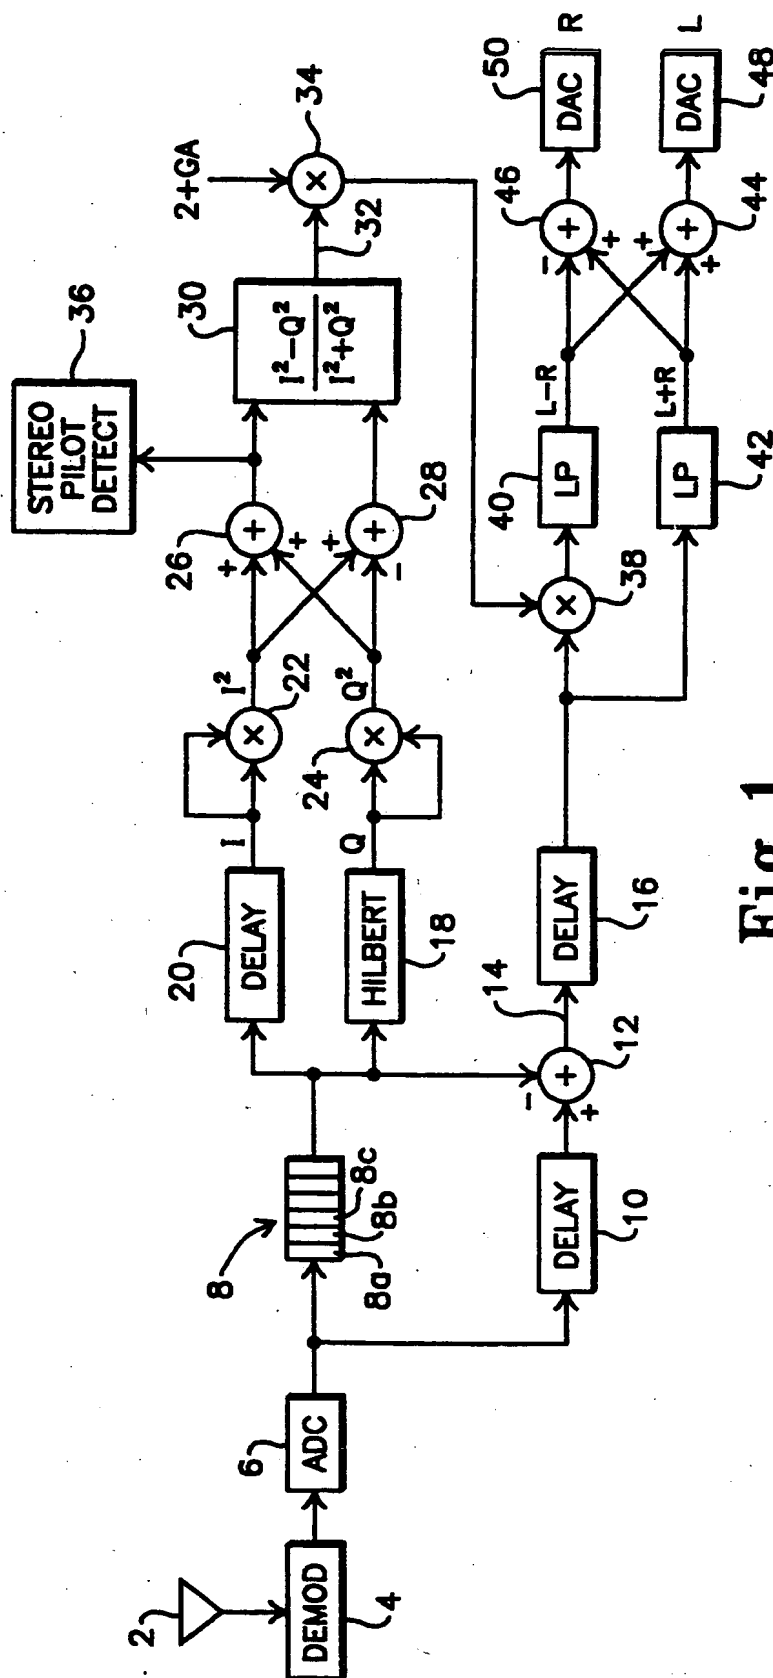 2
DEMOD
4
6
ADC
8
8a
8b
8c
DELAY
10
-
+
+
12
14
DELAY
16
20
DELAY
HILBERT
18
I
Q
×
22
I²
24
×
Q²
26
+
+
+
+
+
-
28
STEREO
PILOT
DETECT
36
30
I²-Q²
I²+Q²
32
2+GA
34
×
×
38
40
LP
L-R
LP
42
L+R
46
+
-
+
+
+
+
44
50
DAC
R
DAC
48
L
Fig. 1